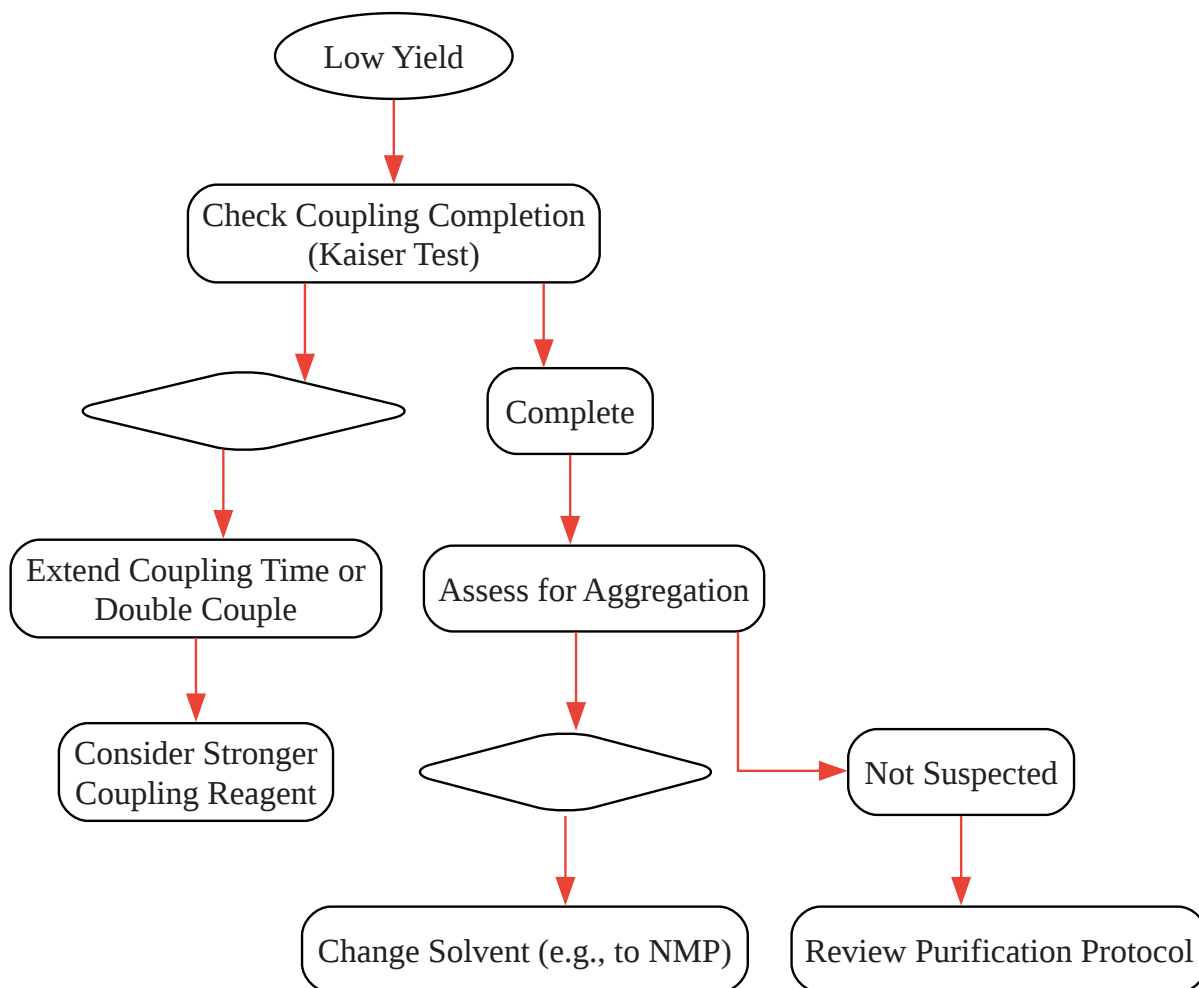 Low Yield
Check Coupling Completion
(Kaiser Test)
Complete
Extend Coupling Time or
Double Couple
Assess for Aggregation
Consider Stronger
Coupling Reagent
Not Suspected
Change Solvent (e.g., to NMP)
Review Purification Protocol